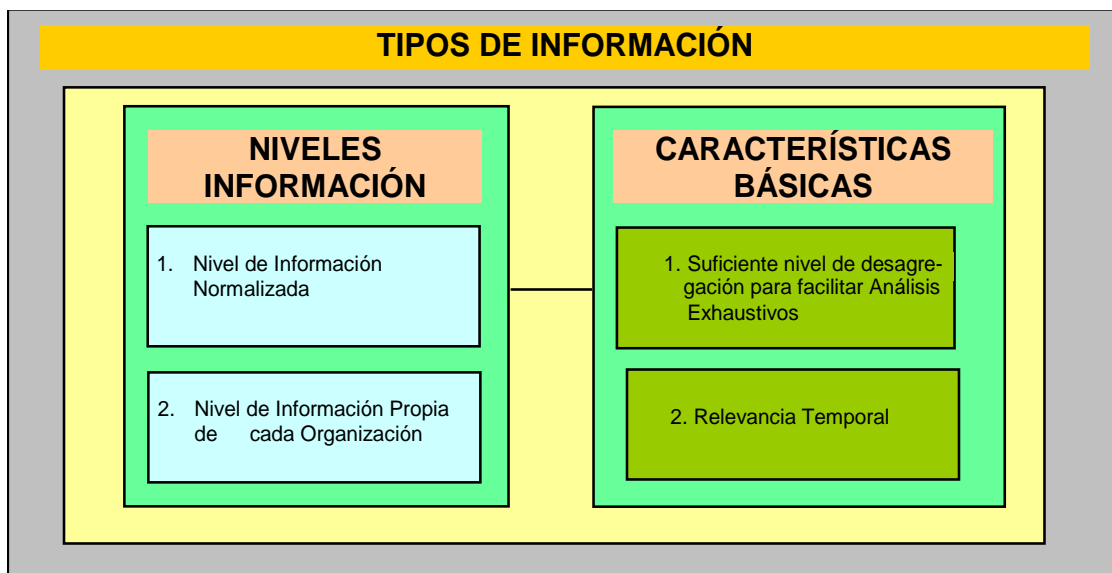 TIPOS DE INFORMACIÓN
NIVELES
INFORMACIÓN
1. Nivel de Información
Normalizada
2. Nivel de Información Propia
de cada Organización
CARACTERÍSTICAS
BÁSICAS
1. Suficiente nivel de desagre-
gación para facilitar Análisis
Exhaustivos
2. Relevancia Temporal